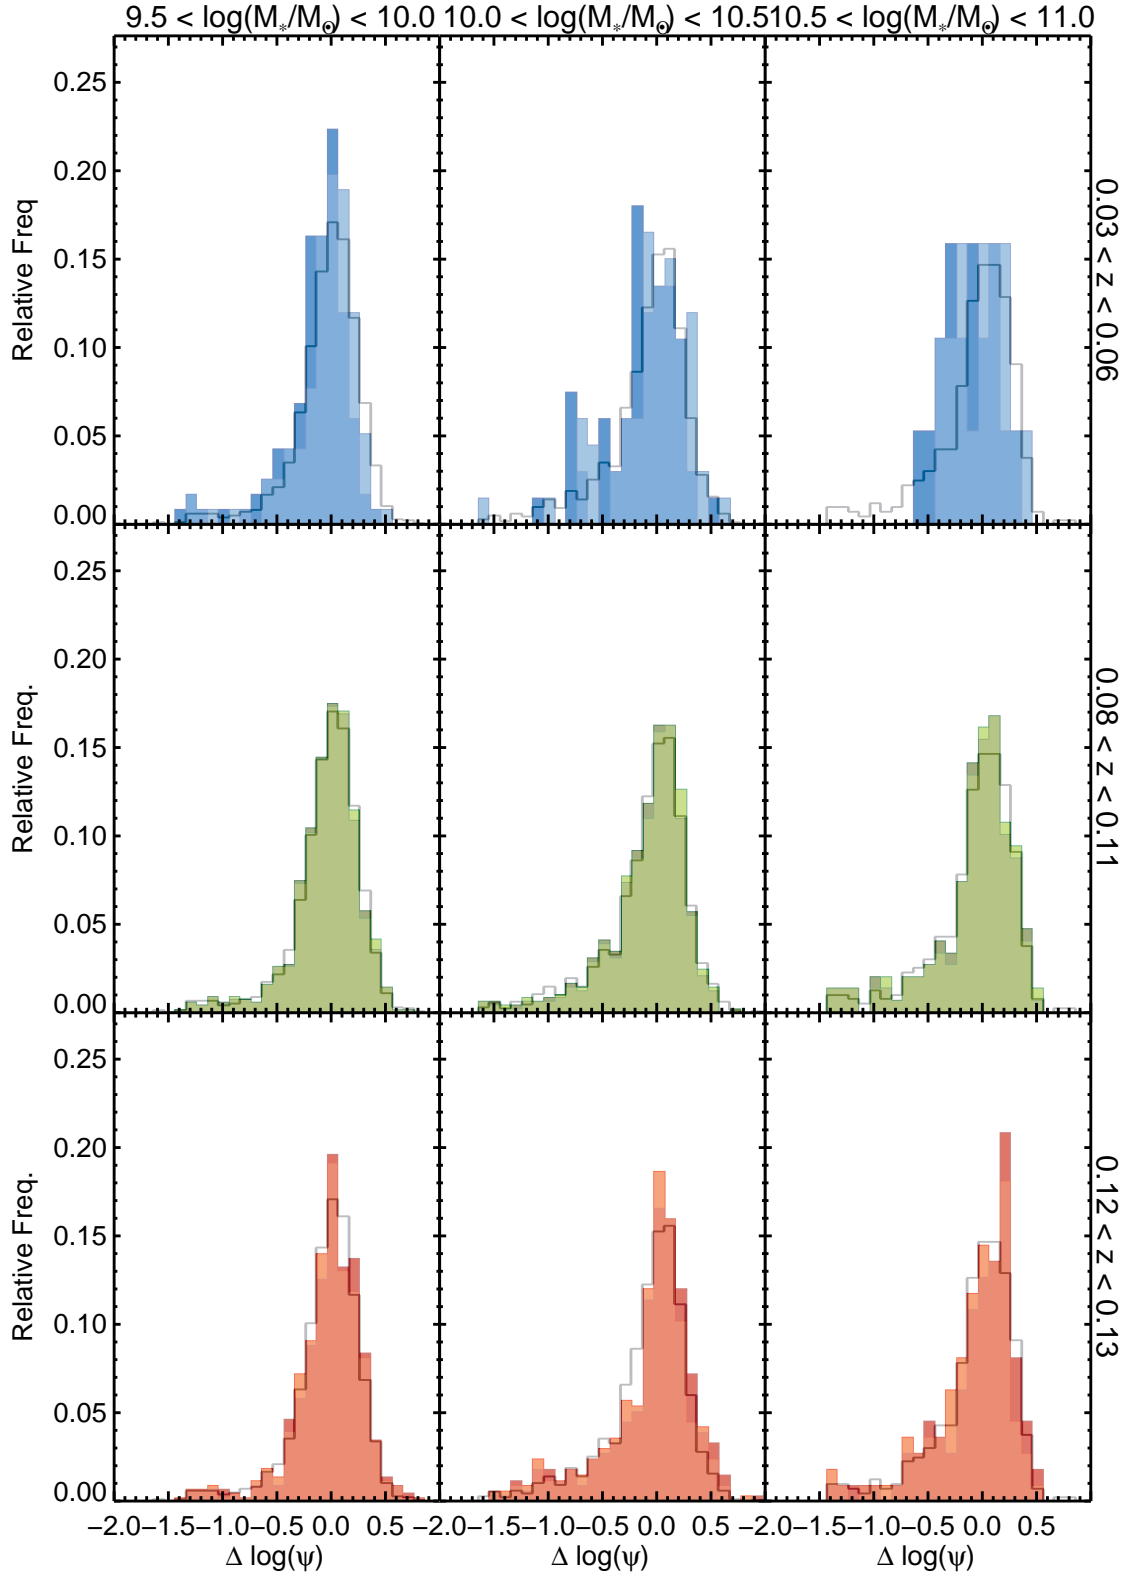 9.5 < log(M*/M☉) < 10.0 10.0 < log(M*/M☉) < 10.5 10.5 < log(M*/M☉) < 11.0
0.25
0.20
0.15
0.10
0.05
0.00
Relative Freq
0.03 < z < 0.06
0.25
0.20
0.15
0.10
0.05
0.00
Relative Freq.
0.08 < z < 0.11
0.25
0.20
0.15
0.10
0.05
0.00
Relative Freq.
0.12 < z < 0.13
−2.0 −1.5 −1.0 −0.5 0.0 0.5 −2.0 −1.5 −1.0 −0.5 0.0 0.5 −2.0 −1.5 −1.0 −0.5 0.0 0.5
Δ log(ψ) Δ log(ψ) Δ log(ψ)